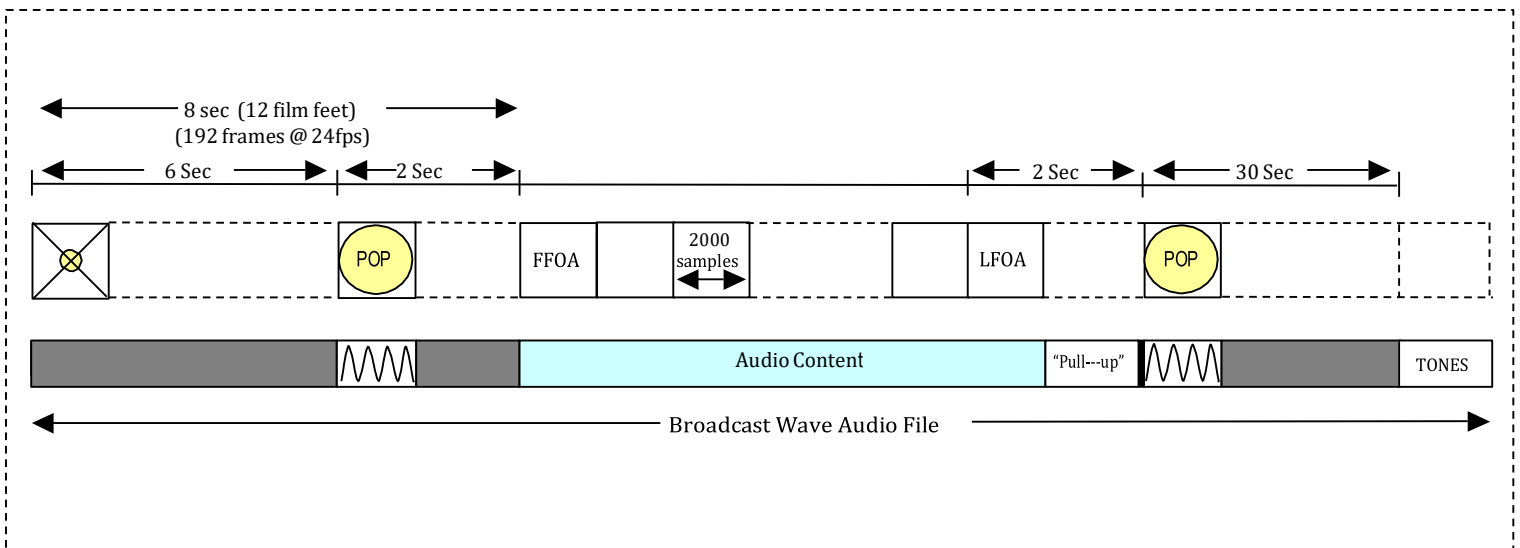 8 sec (12 film feet)
(192 frames @ 24fps)
6 Sec
2 Sec
2 Sec
30 Sec
POP
FFOA
2000
samples
LFOA
POP
Audio Content
“Pull---up”
TONES
Broadcast Wave Audio File